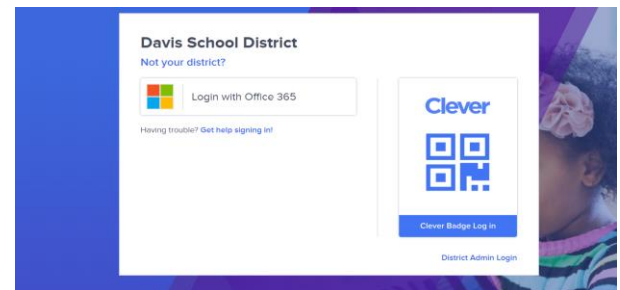 Davis School District
Not your district?
Login with Office 365
Having trouble? Get help signing in!
Clever
Clever Badge Log in
District Admin Login